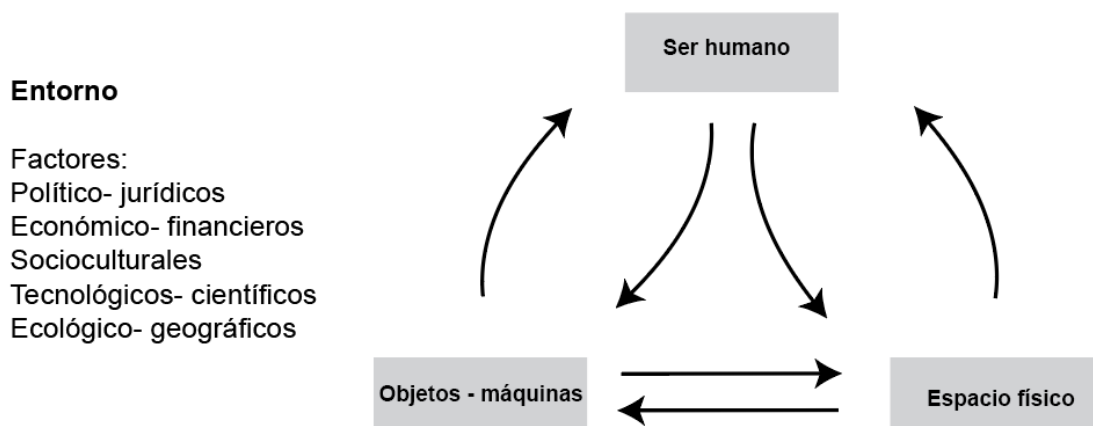 Ser humano
Entorno
Factores:
Político- jurídicos
Económico- financieros
Socioculturales
Tecnológicos- científicos
Ecológico- geográficos
Objetos - máquinas
Espacio físico